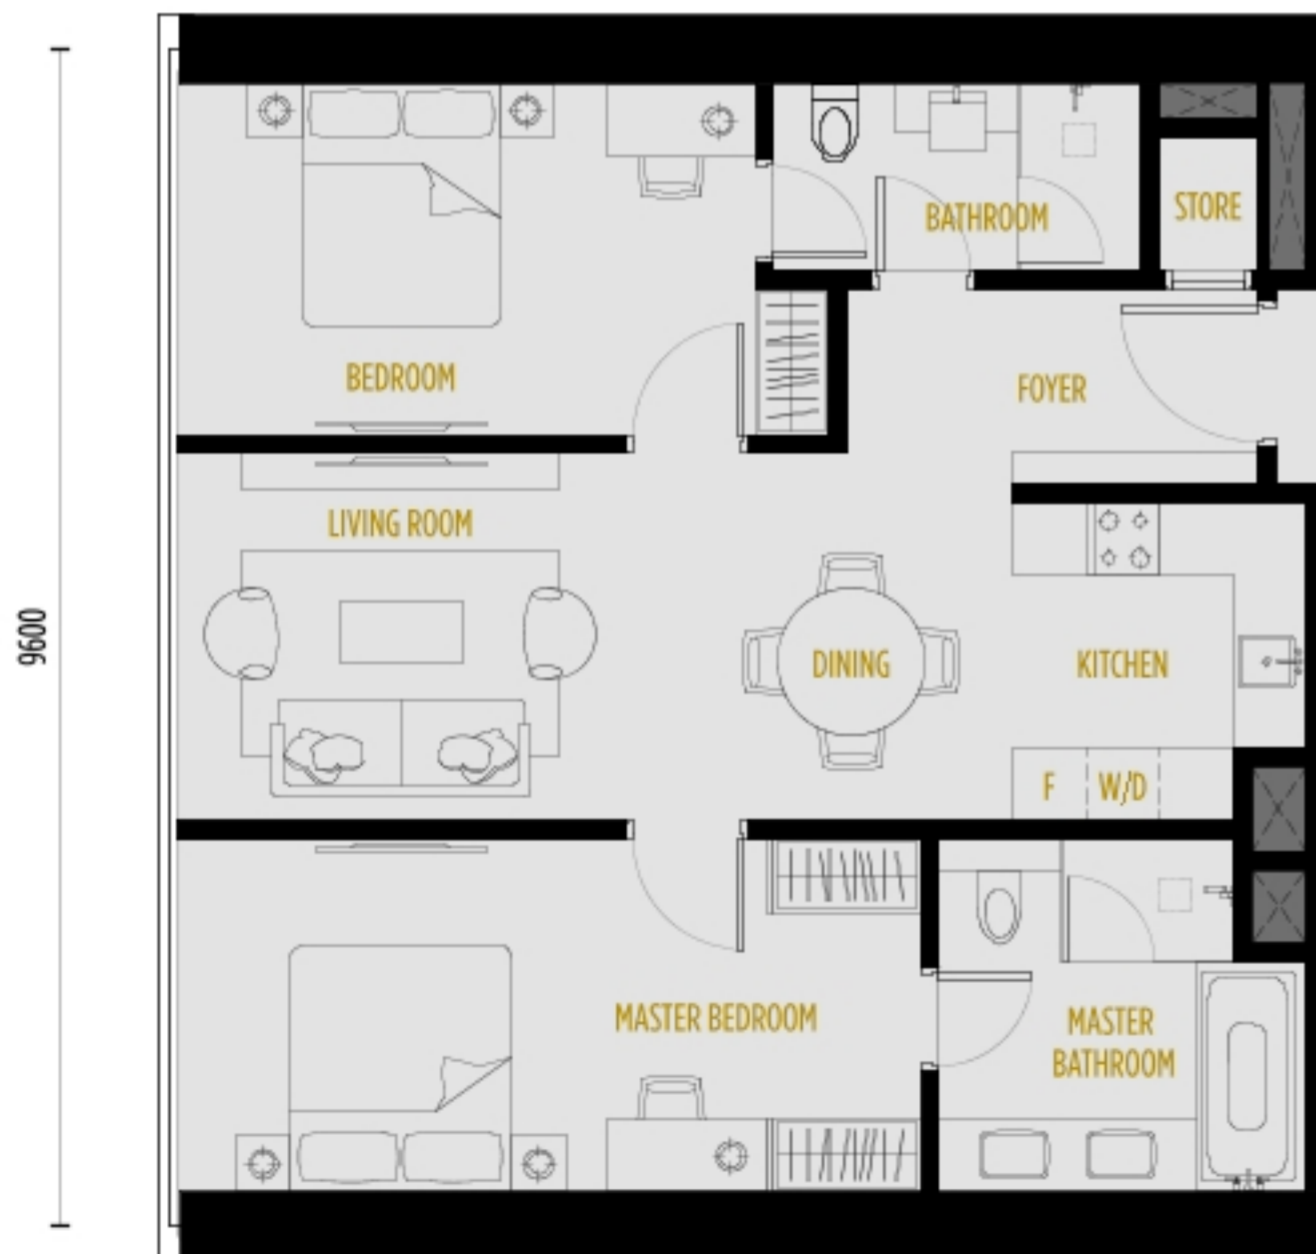 BATHROOM
STORE
BEDROOM
FOYER
LIVING ROOM
9600
DINING
KITCHEN
F
W/D
MASTER BEDROOM
MASTER
BATHROOM